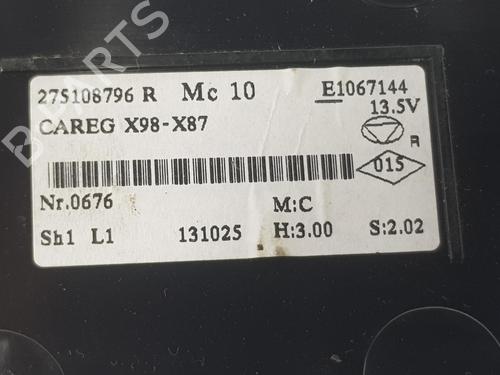 275108796 R Mc 10 E1067144
13.5V
CAREG X98-X87
R
015
Nr.0676 M:C
Sh1 L1 131025 H:3.00 S:2.02
B-PARTS